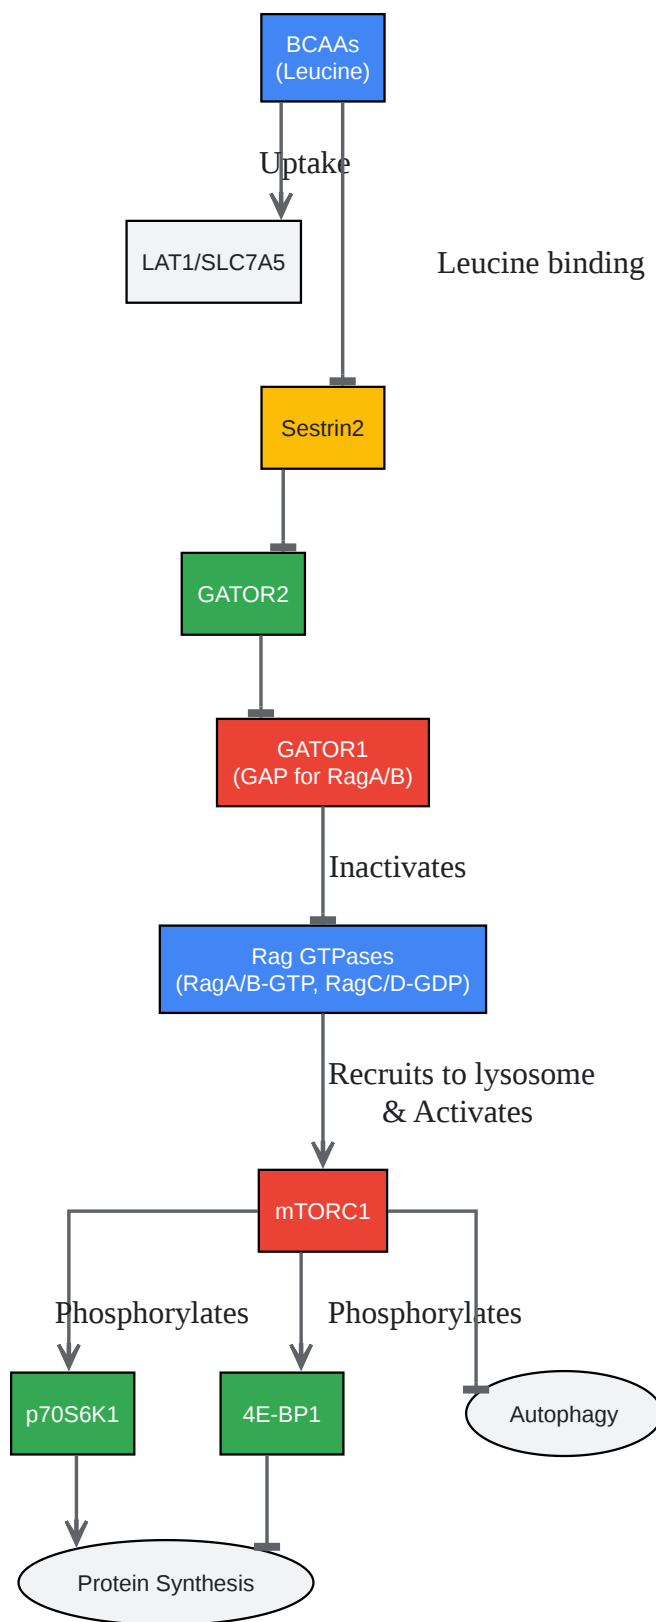 BCAAs
(Leucine)
Uptake
LAT1/SLC7A5
Leucine binding
Sestrin2
GATOR2
GATOR1
(GAP for RagA/B)
Inactivates
Rag GTPases
(RagA/B-GTP, RagC/D-GDP)
Recruits to lysosome
& Activates
mTORC1
Phosphorylates
Phosphorylates
p70S6K1
4E-BP1
Autophagy
Protein Synthesis